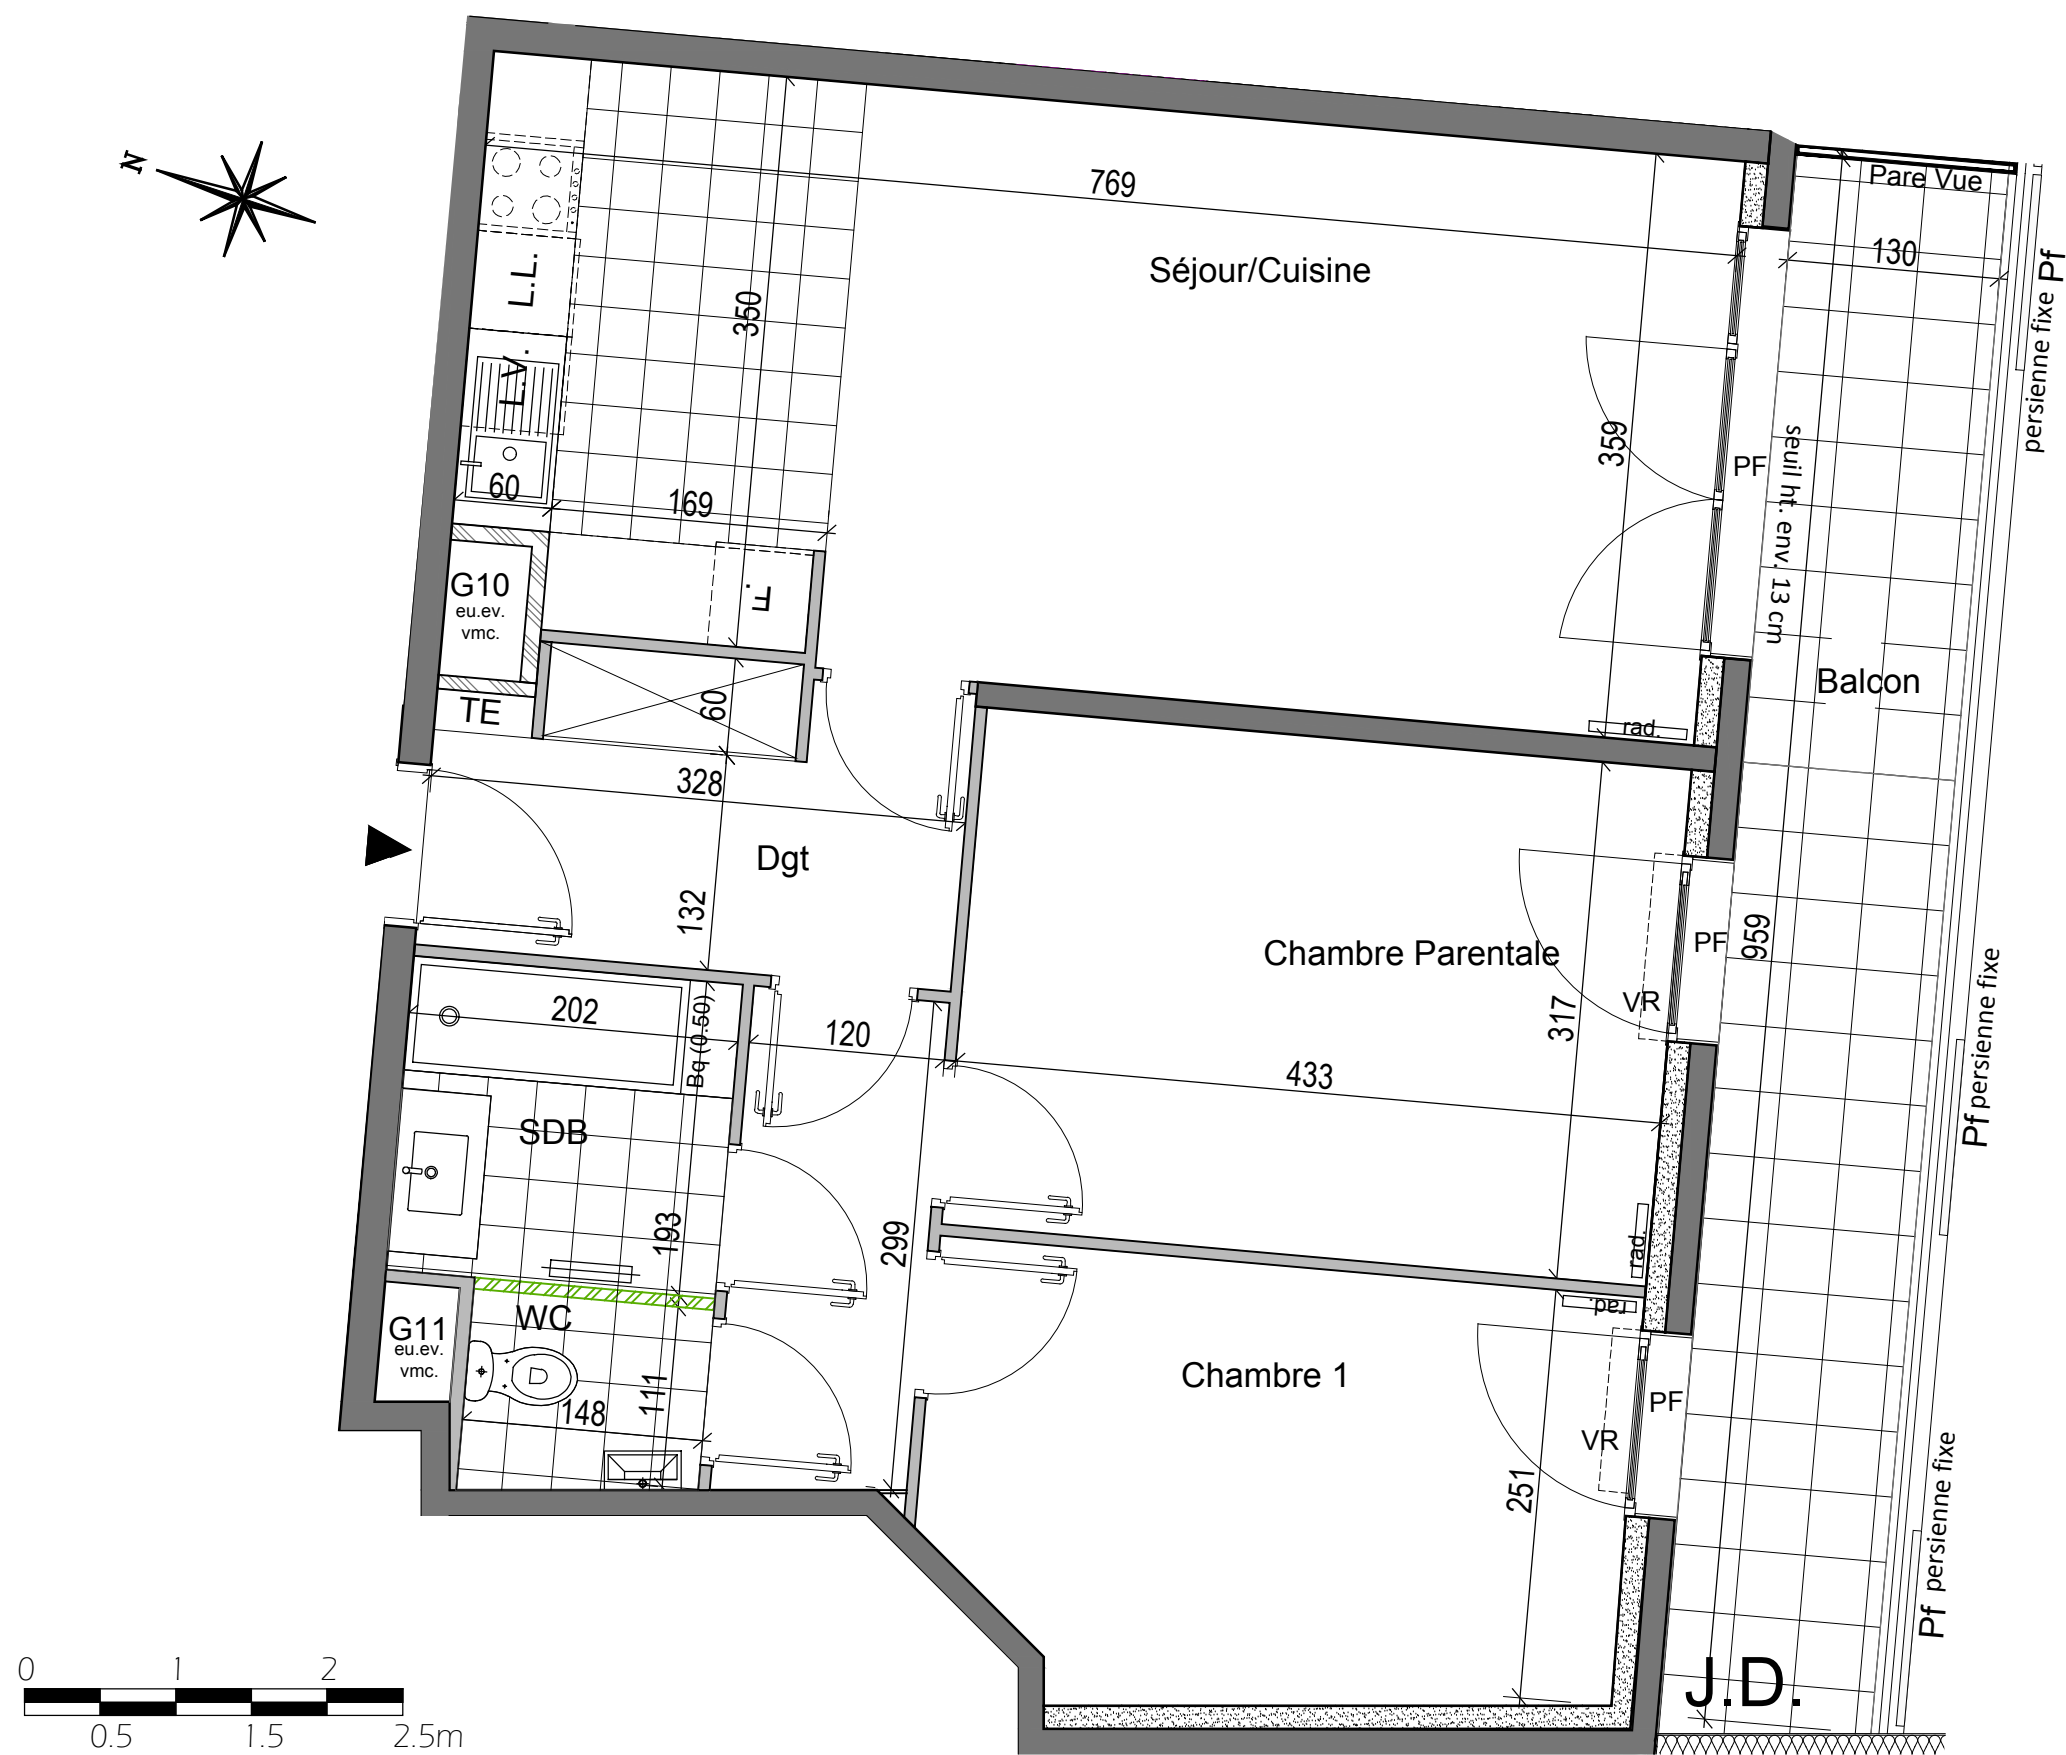 N
769
Pare Vue
130
Séjour/Cuisine
L.L.
350
L.V.
359
PF
seuil ht. env. 13 cm
persienne fixe Pf
60
169
G10
eu.ev.
vmc.
F.
TE
60
rad.
Balcon
328
Dgt
132
Chambre Parentale
PF
959
VR
317
202
Bq (0.50)
120
433
Pf persienne fixe
SDB
193
299
rad.
WC
rad.
G11
eu.ev.
vmc.
111
148
Chambre 1
PF
VR
251
Pf persienne fixe
J.D.
0 1 2
0.5 1.5 2.5m